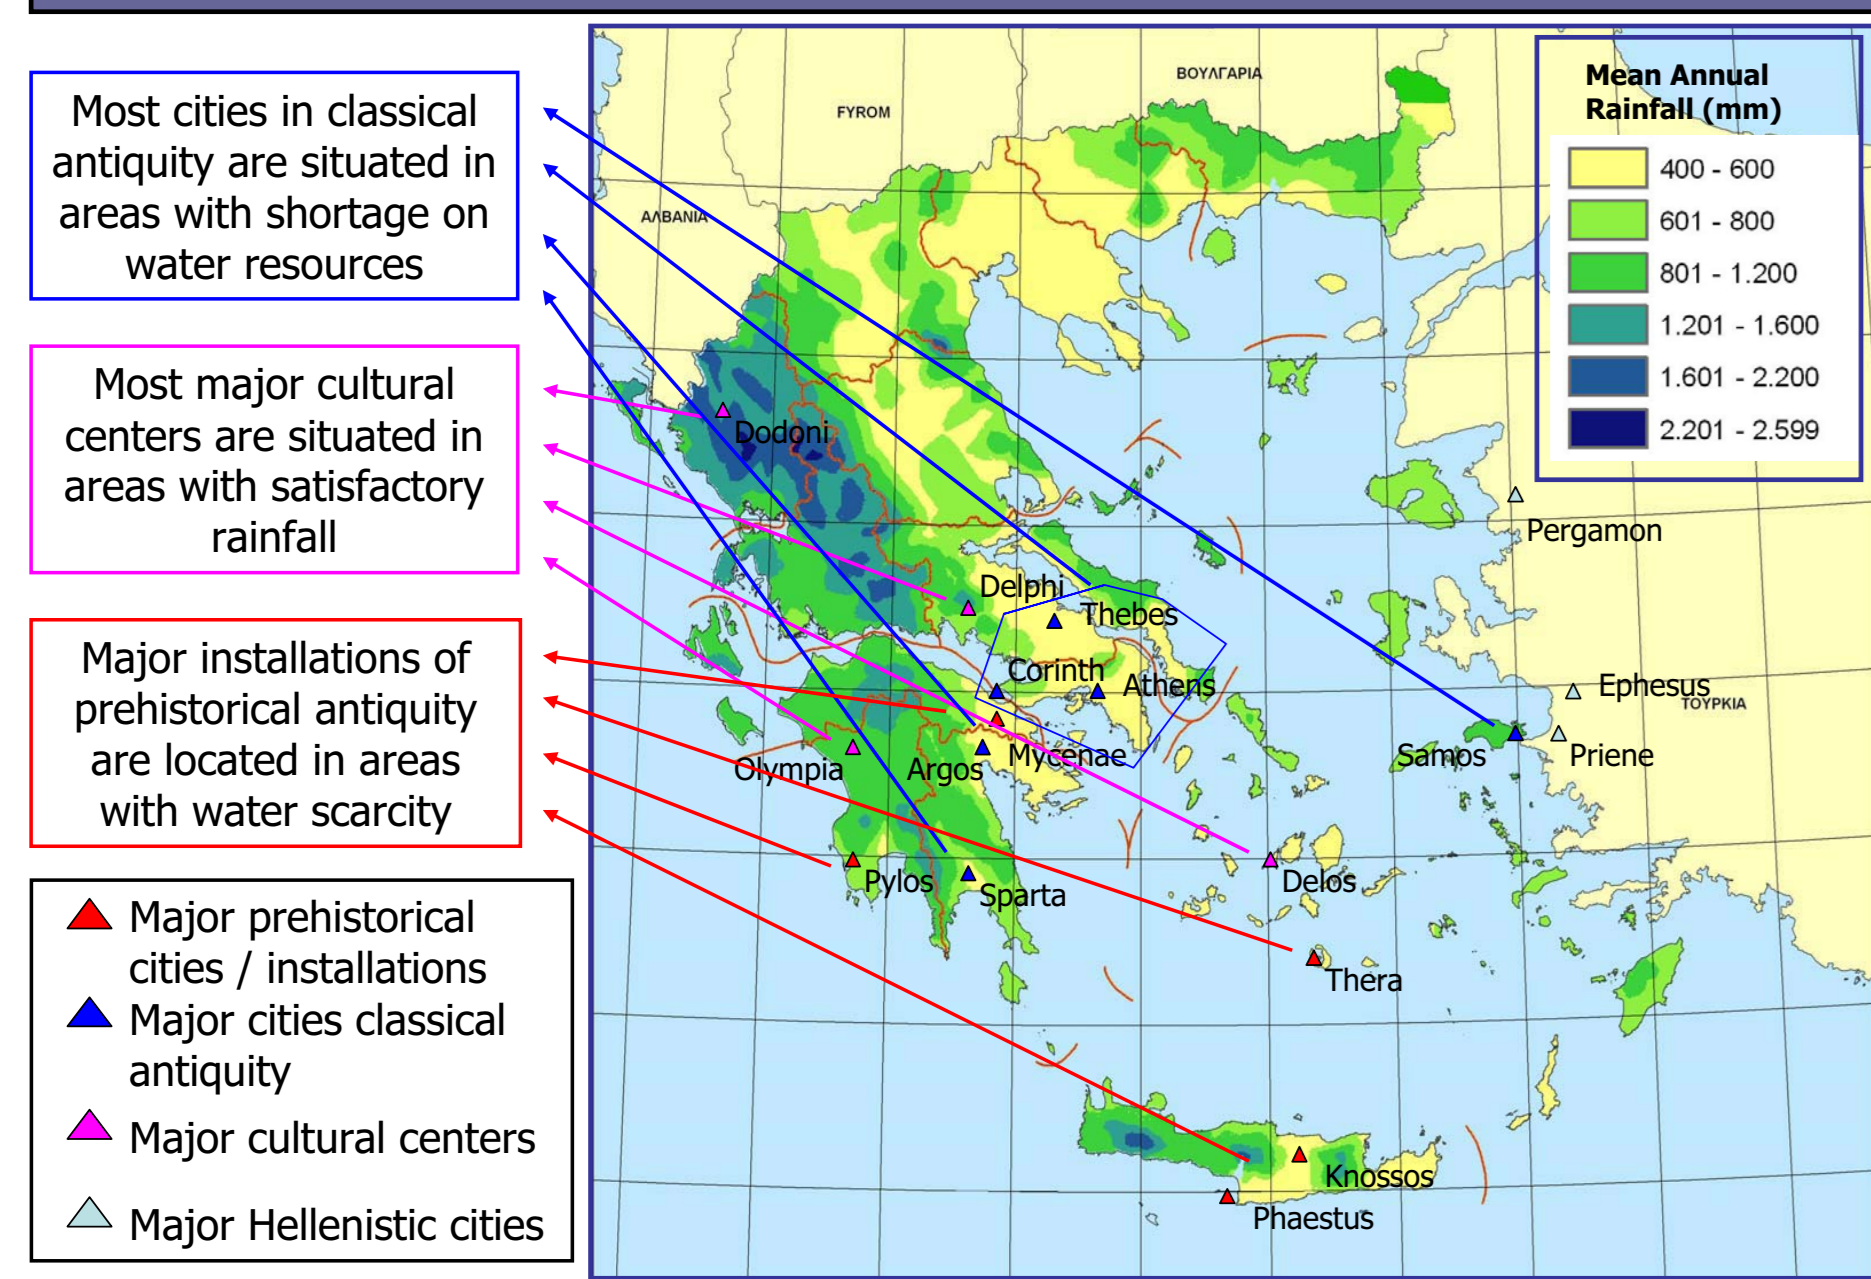 Most cities in classical
antiquity are situated in
areas with shortage on
water resources
Most major cultural
centers are situated in
areas with satisfactory
rainfall
Major installations of
prehistorical antiquity
are located in areas
with water scarcity
Major prehistorical
cities / installations
Major cities classical
antiquity
Major cultural centers
Major Hellenistic cities
ΒΟΥΛΓΑΡΙΑ
FYROM
ΑΛΒΑΝΙΑ
Mean Annual
Rainfall (mm)
400 - 600
601 - 800
801 - 1.200
1.201 - 1.600
1.601 - 2.200
2.201 - 2.599
Dodoni
Pergamon
Delphi
Thebes
Corinth
Athens
Ephesus
ΤΟΥΡΚΙΑ
Olympia
Argos
Mycenae
Samos
Priene
Pylos
Sparta
Delos
Thera
Knossos
Phaestus